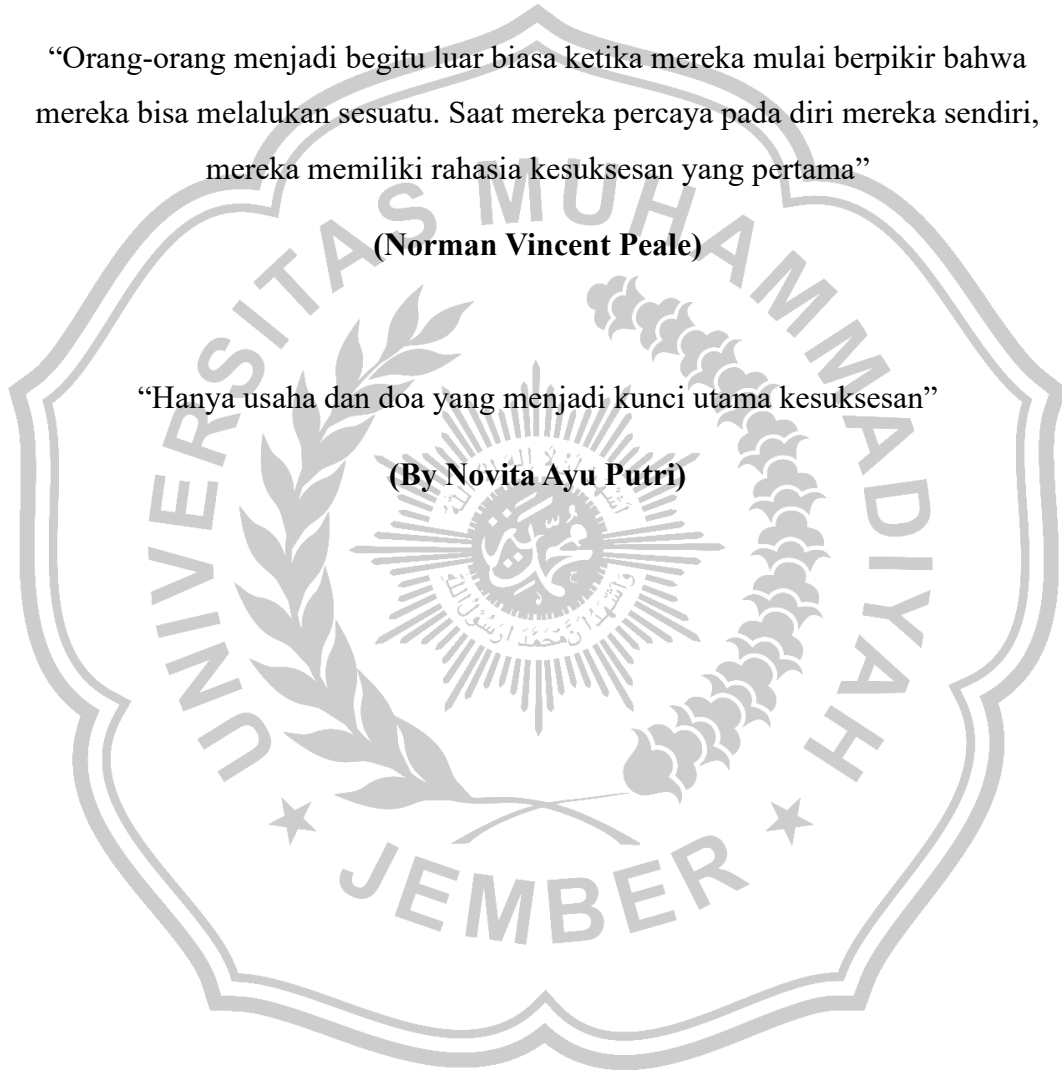 “Orang-orang menjadi begitu luar biasa ketika mereka mulai berpikir bahwa
mereka bisa melalukan sesuatu. Saat mereka percaya pada diri mereka sendiri,
mereka memiliki rahasia kesuksesan yang pertama”
(Norman Vincent Peale)
“Hanya usaha dan doa yang menjadi kunci utama kesuksesan”
(By Novita Ayu Putri)
UNIVERSITAS MUHAMMADIYAH
JEMBER